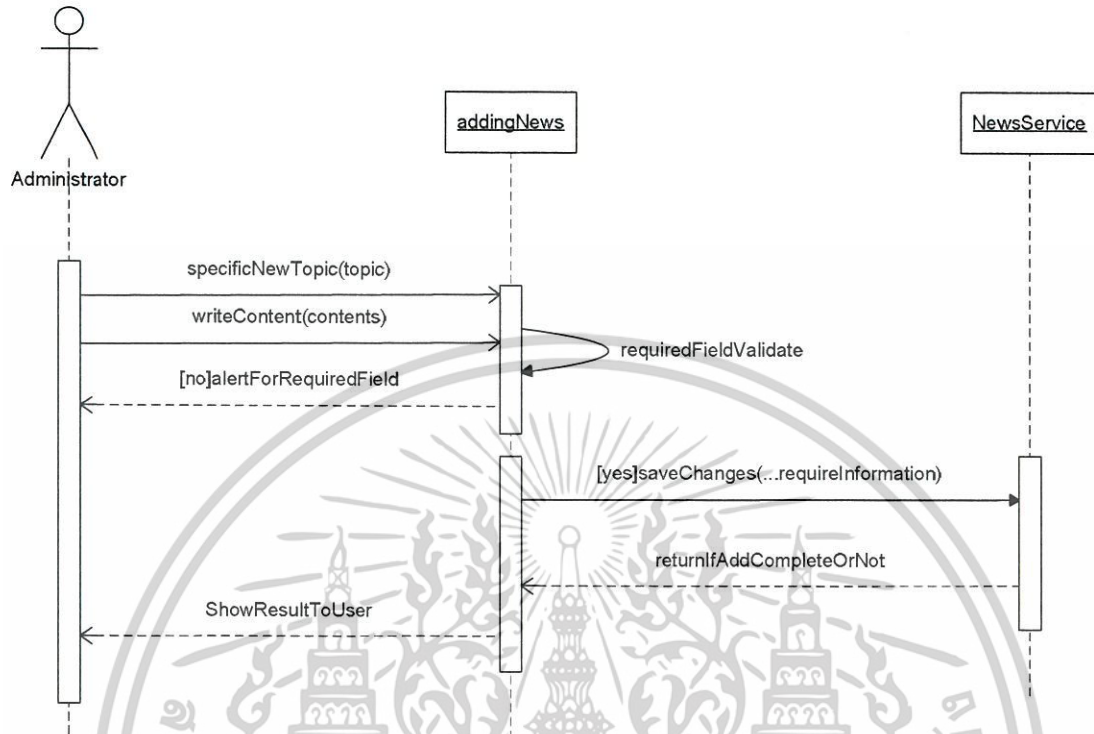 addingNews
NewsService
Administrator
specificNewTopic(topic)
writeContent(contents)
requiredFieldValidate
[no]alertForRequiredField
[yes]saveChanges(...requireInformation)
returnIfAddCompleteOrNot
ShowResultToUser